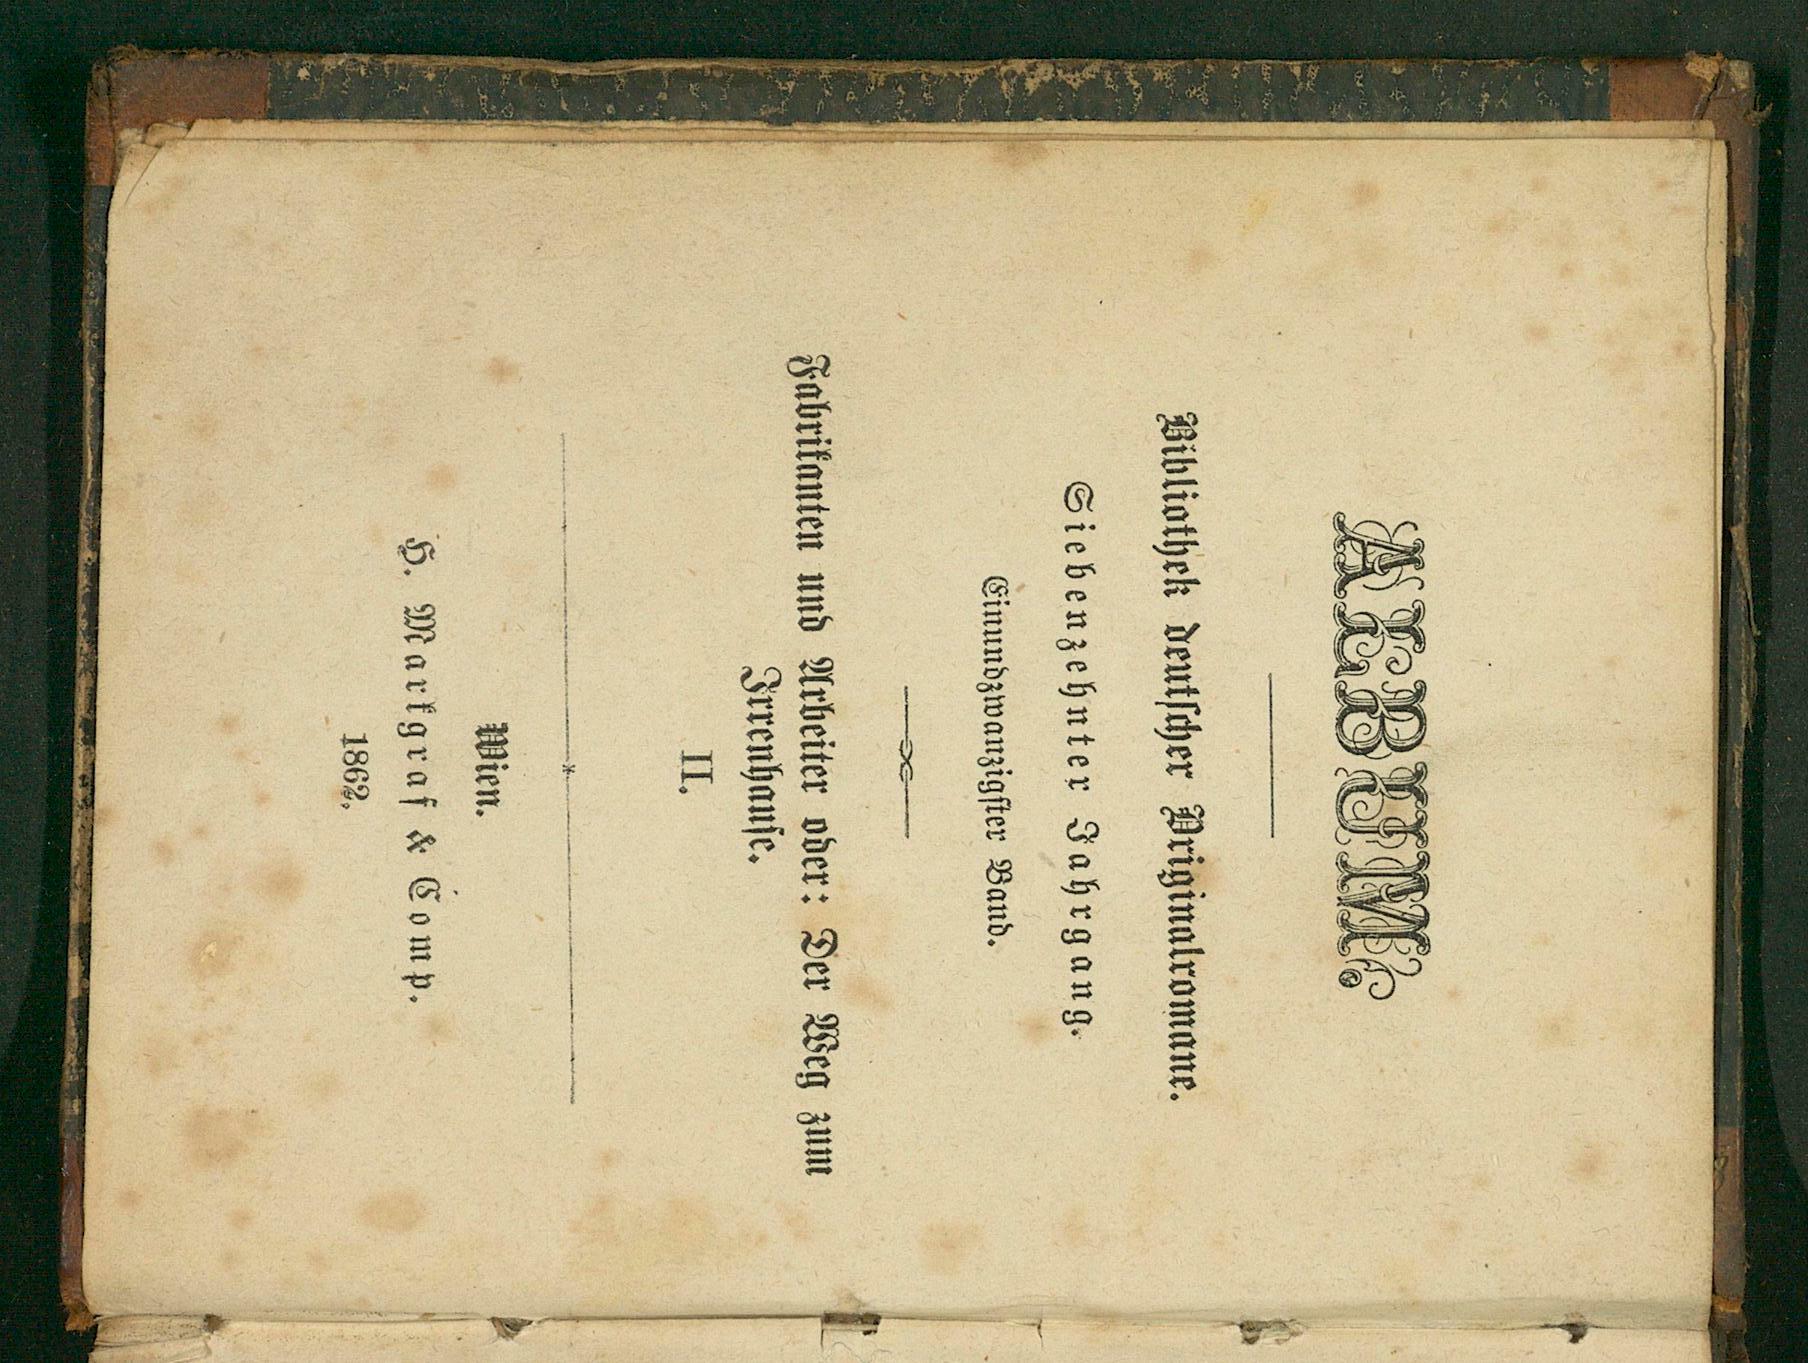 ALBUM.
Bibliothek deutscher Originalromane.
Siebenzehnter Jahrgang.
Einundzwanzigster Band.
Fabrikanten und Arbeiter oder: Der Weg zum
Irrenhause.
II.
Wien.
H. Markgraf & Comp.
1862.